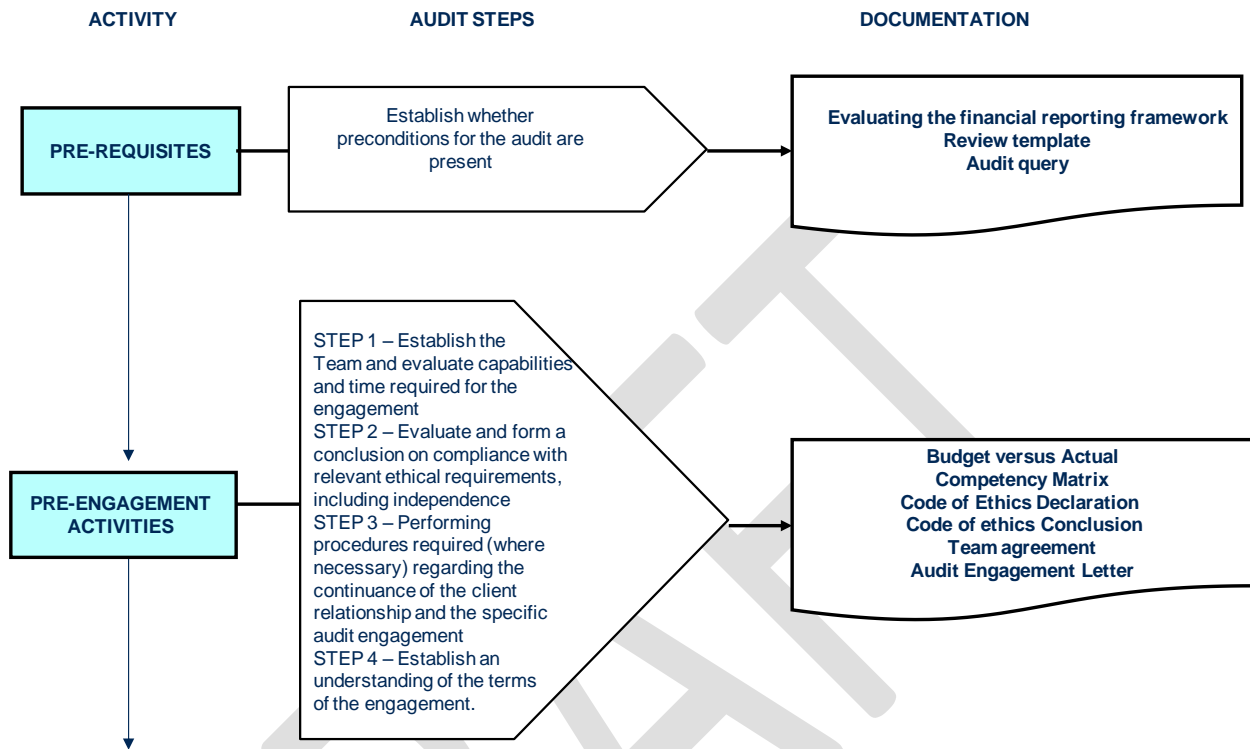 ACTIVITY
AUDIT STEPS
DOCUMENTATION
PRE-REQUISITES
Establish whether
preconditions for the audit are
present
Evaluating the financial reporting framework
Review template
Audit query
PRE-ENGAGEMENT
ACTIVITIES
STEP 1 – Establish the
Team and evaluate capabilities
and time required for the
engagement
STEP 2 – Evaluate and form a
conclusion on compliance with
relevant ethical requirements,
including independence
STEP 3 – Performing
procedures required (where
necessary) regarding the
continuance of the client
relationship and the specific
audit engagement
STEP 4 – Establish an
understanding of the terms
of the engagement.
Budget versus Actual
Competency Matrix
Code of Ethics Declaration
Code of ethics Conclusion
Team agreement
Audit Engagement Letter
DRAFT